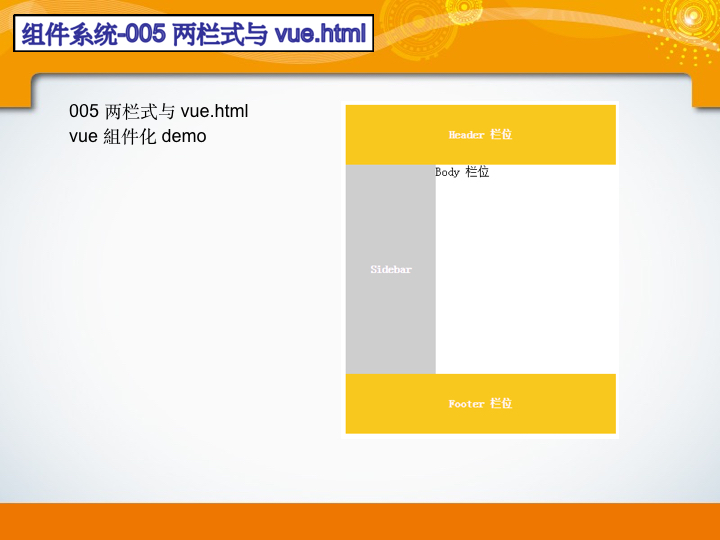 组件系统-005 两栏式与 vue.html
005 两栏式与 vue.html
vue 組件化 demo
Header 栏位
Body 栏位
Sidebar
Footer 栏位